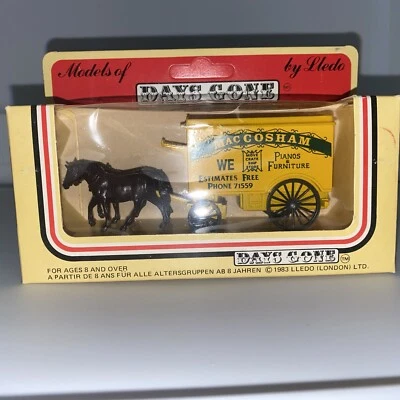 Models of DAYS GONE by Lledo
MACCOSHAM
WE
PIANOS &
FURNITURE
ESTIMATES FREE
PHONE 71559
FOR AGES 8 AND OVER
DAYS GONE TM
A PARTIR DE 8 ANS FÜR ALLE ALTERSGRUPPEN AB 8 JAHREN © 1983 LLEDO (LONDON) LTD.